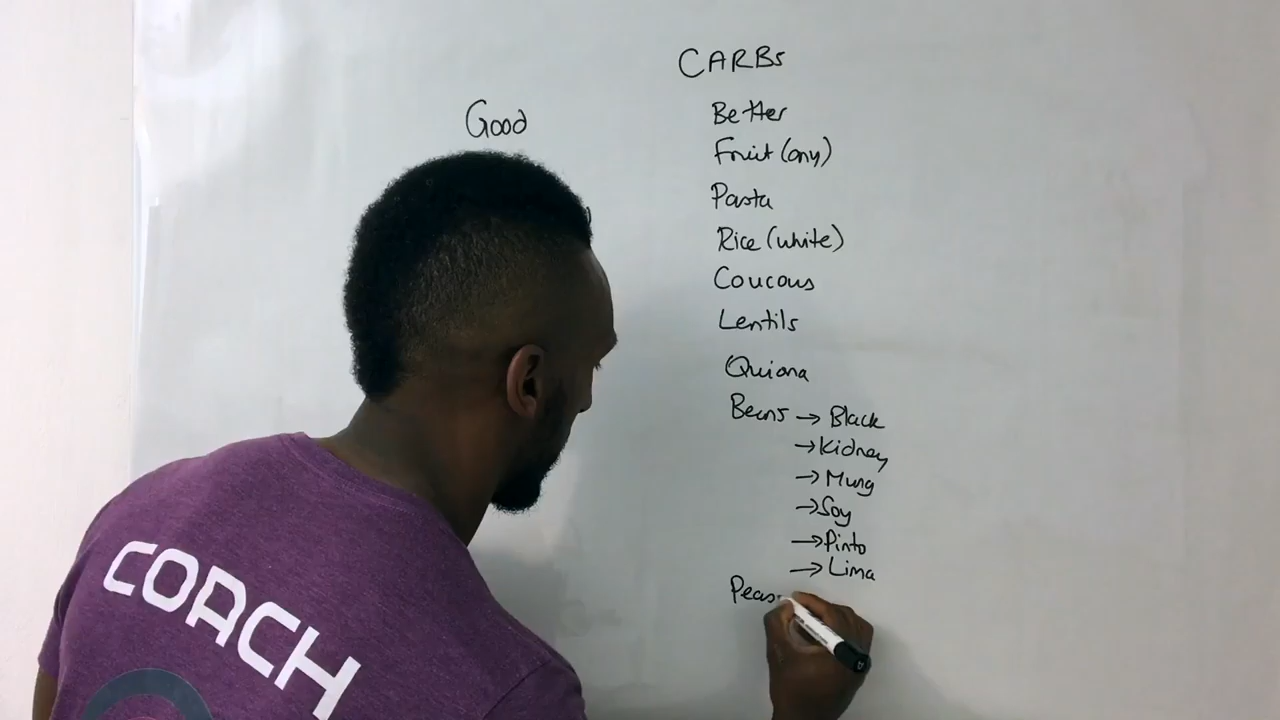 CARBs
Good
Better
Fruit (any)
Pasta
Rice (white)
Coucous
Lentils
Quiona
Beans → Black
→ Kidney
→ Mung
→ Soy
→ Pinto
→ Lima
Peas
COACH